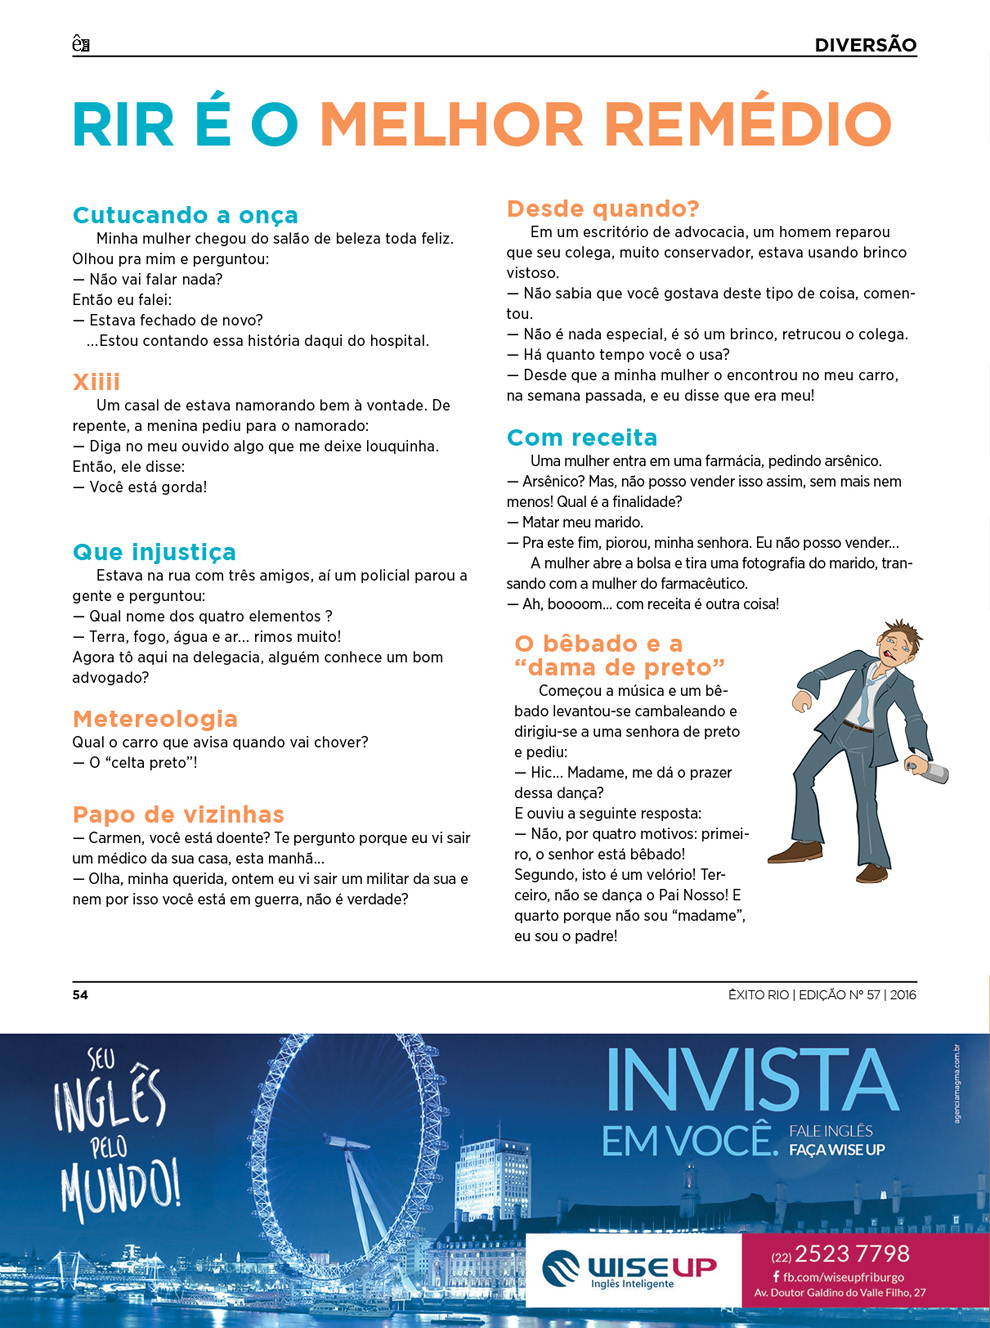 êx
DIVERSÃO
RIR É O MELHOR REMÉDIO
Cutucando a onça
Minha mulher chegou do salão de beleza toda feliz.
Olhou pra mim e perguntou:
— Não vai falar nada?
Então eu falei:
— Estava fechado de novo?
...Estou contando essa história daqui do hospital.
Xiiii
Um casal de estava namorando bem à vontade. De
repente, a menina pediu para o namorado:
— Diga no meu ouvido algo que me deixe louquinha.
Então, ele disse:
— Você está gorda!
Que injustiça
Estava na rua com três amigos, aí um policial parou a
gente e perguntou:
— Qual nome dos quatro elementos ?
— Terra, fogo, água e ar... rimos muito!
Agora tô aqui na delegacia, alguém conhece um bom
advogado?
Metereologia
Qual o carro que avisa quando vai chover?
— O “celta preto”!
Papo de vizinhas
— Carmen, você está doente? Te pergunto porque eu vi sair
um médico da sua casa, esta manhã...
— Olha, minha querida, ontem eu vi sair um militar da sua e
nem por isso você está em guerra, não é verdade?
Desde quando?
Em um escritório de advocacia, um homem reparou
que seu colega, muito conservador, estava usando brinco
vistoso.
— Não sabia que você gostava deste tipo de coisa, comen-
tou.
— Não é nada especial, é só um brinco, retrucou o colega.
— Há quanto tempo você o usa?
— Desde que a minha mulher o encontrou no meu carro,
na semana passada, e eu disse que era meu!
Com receita
Uma mulher entra em uma farmácia, pedindo arsênico.
— Arsênico? Mas, não posso vender isso assim, sem mais nem
menos! Qual é a finalidade?
— Matar meu marido.
— Pra este fim, piorou, minha senhora. Eu não posso vender...
A mulher abre a bolsa e tira uma fotografia do marido, tran-
sando com a mulher do farmacêutico.
— Ah, boooom... com receita é outra coisa!
O bêbado e a
“dama de preto”
Começou a música e um bê-
bado levantou-se cambaleando e
dirigiu-se a uma senhora de preto
e pediu:
— Hic... Madame, me dá o prazer
dessa dança?
E ouviu a seguinte resposta:
— Não, por quatro motivos: primei-
ro, o senhor está bêbado!
Segundo, isto é um velório! Ter-
ceiro, não se dança o Pai Nosso! E
quarto porque não sou “madame”,
eu sou o padre!
54
ÊXITO RIO | EDIÇÃO Nº 57 | 2016
SEU
INGLÊS
PELO
MUNDO!
INVISTA
EM VOCÊ.
FALE INGLÊS
FAÇA WISE UP
agenciamagma.com.br
WISE UP
Inglês Inteligente
(22) 2523 7798
fb.com/wiseupfriburgo
Av. Doutor Galdino do Valle Filho, 27